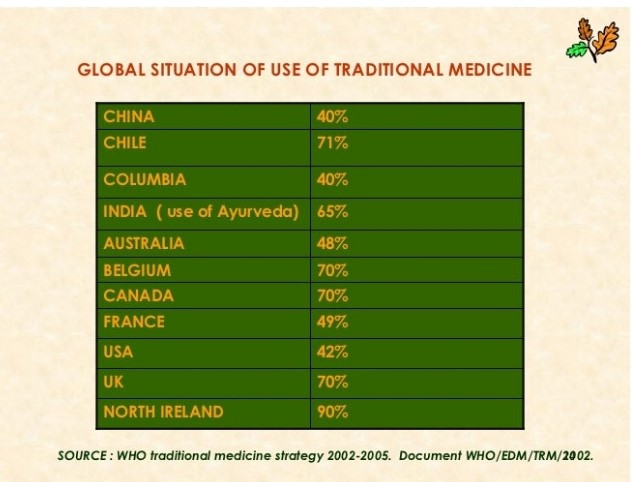 GLOBAL SITUATION OF USE OF TRADITIONAL MEDICINE
CHINA 40%
CHILE 71%
COLUMBIA 40%
INDIA ( use of Ayurveda) 65%
AUSTRALIA 48%
BELGIUM 70%
CANADA 70%
FRANCE 49%
USA 42%
UK 70%
NORTH IRELAND 90%
SOURCE : WHO traditional medicine strategy 2002-2005. Document WHO/EDM/TRM/